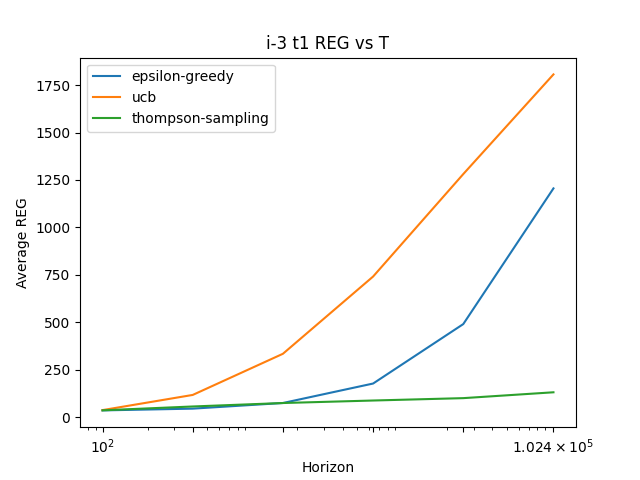 i-3 t1 REG vs T
epsilon-greedy
ucb
thompson-sampling
Average REG
1750
1500
1250
1000
750
500
250
0
10²
1.024 × 10⁵
Horizon